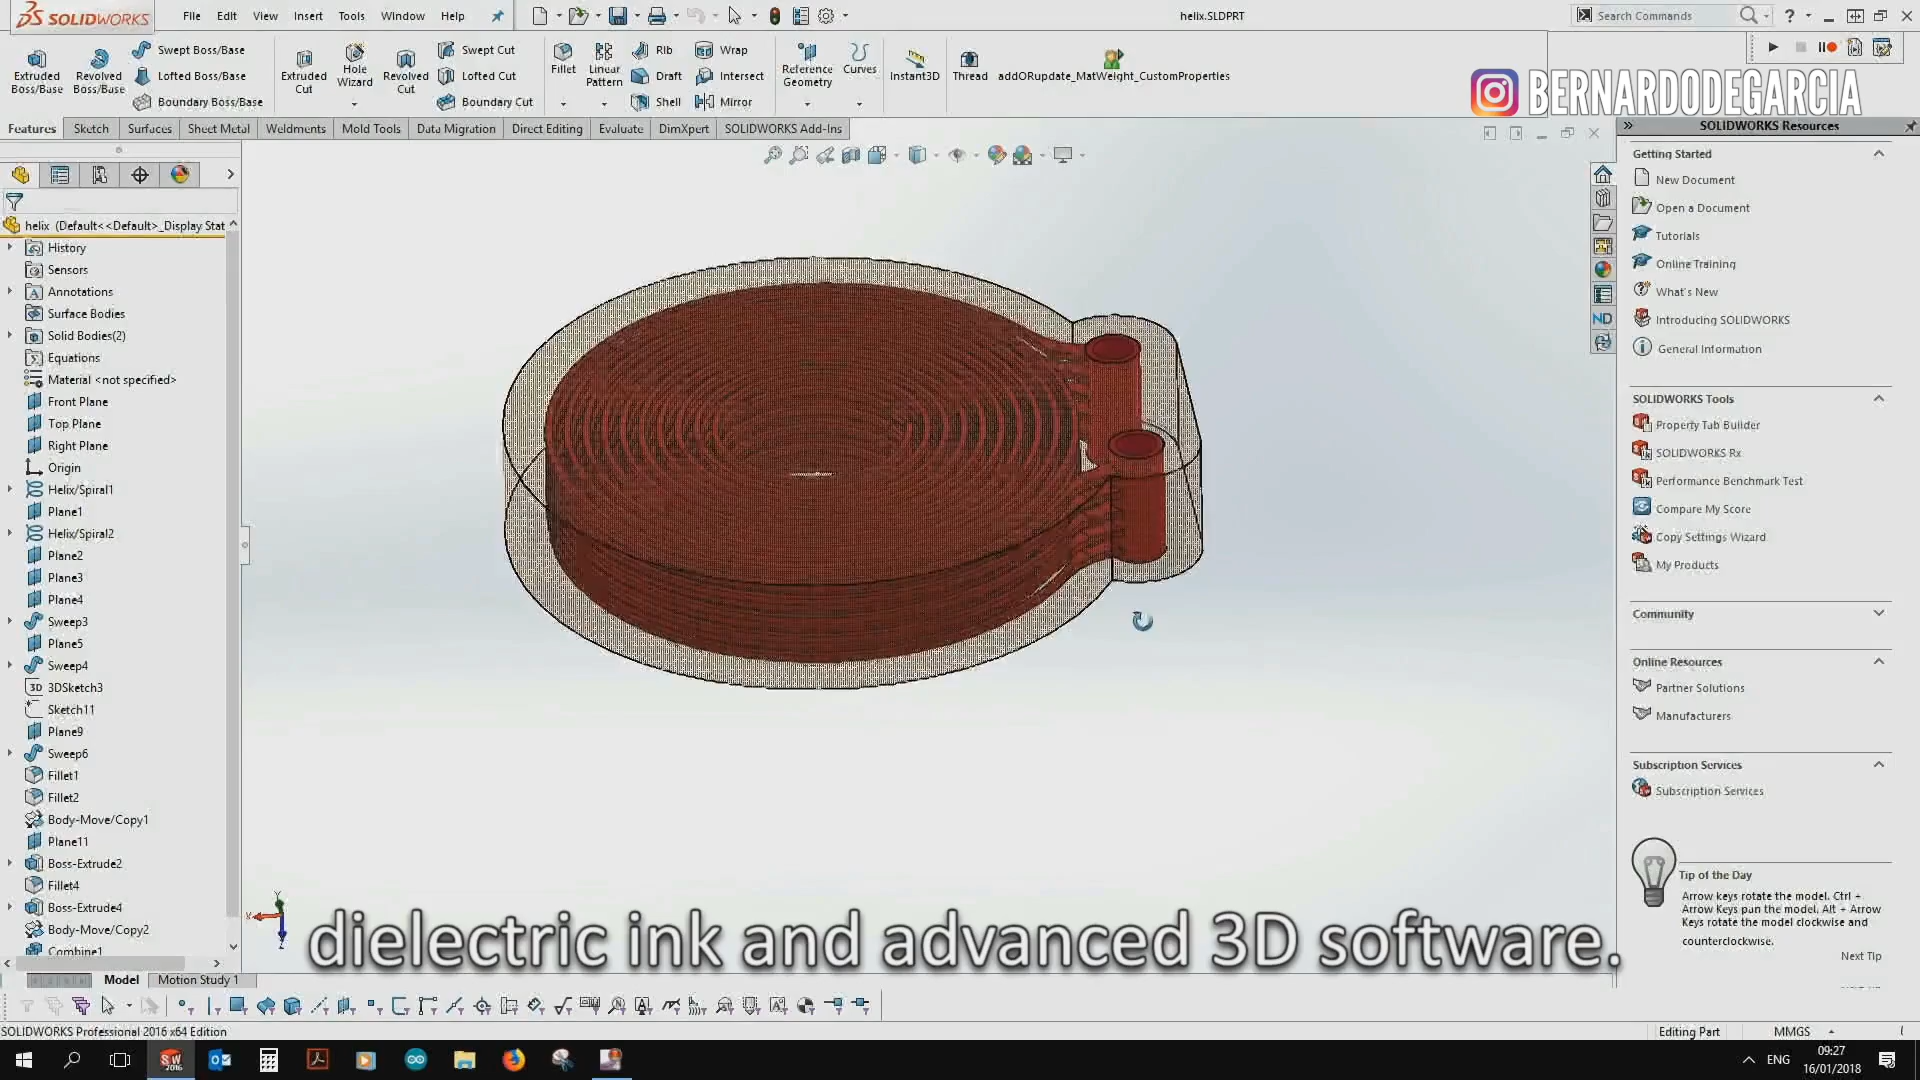 SOLIDWORKS
File Edit View Insert Tools Window Help
helix.SLDPRT
Search Commands
Extruded Boss/Base
Revolved Boss/Base
Swept Boss/Base
Lofted Boss/Base
Boundary Boss/Base
Extruded Cut
Hole Wizard
Revolved Cut
Swept Cut
Lofted Cut
Boundary Cut
Fillet
Linear Pattern
Rib
Draft
Shell
Wrap
Intersect
Mirror
Reference Geometry
Curves
Instant3D
Thread
addORupdate_MatWeight_CustomProperties
BERNARDODEGARCIA
Features Sketch Surfaces Sheet Metal Weldments Mold Tools Data Migration Direct Editing Evaluate DimXpert SOLIDWORKS Add-Ins
helix (Default<<Default>_Display Stat
History
Sensors
Annotations
Surface Bodies
Solid Bodies(2)
Equations
Material <not specified>
Front Plane
Top Plane
Right Plane
Origin
Helix/Spiral1
Plane1
Helix/Spiral2
Plane2
Plane3
Plane4
Sweep3
Plane5
Sweep4
3D 3DSketch3
Sketch11
Plane9
Sweep6
Fillet1
Fillet2
Body-Move/Copy1
Plane11
Boss-Extrude2
Fillet4
Boss-Extrude4
Body-Move/Copy2
Combine1
SOLIDWORKS Resources
Getting Started
New Document
Open a Document
Tutorials
Online Training
What's New
Introducing SOLIDWORKS
General Information
SOLIDWORKS Tools
Property Tab Builder
SOLIDWORKS Rx
Performance Benchmark Test
Compare My Score
Copy Settings Wizard
My Products
Community
Online Resources
Partner Solutions
Manufacturers
Subscription Services
Subscription Services
Tip of the Day
Arrow keys rotate the model. Ctrl +
Arrow Keys pan the model. Alt + Arrow
Keys rotate the model clockwise and
counterclockwise.
Next Tip
ND
dielectric ink and advanced 3D software.
Model Motion Study 1
SOLIDWORKS Professional 2016 x64 Edition
Editing Part
MMGS
ENG
09:27
16/01/2018